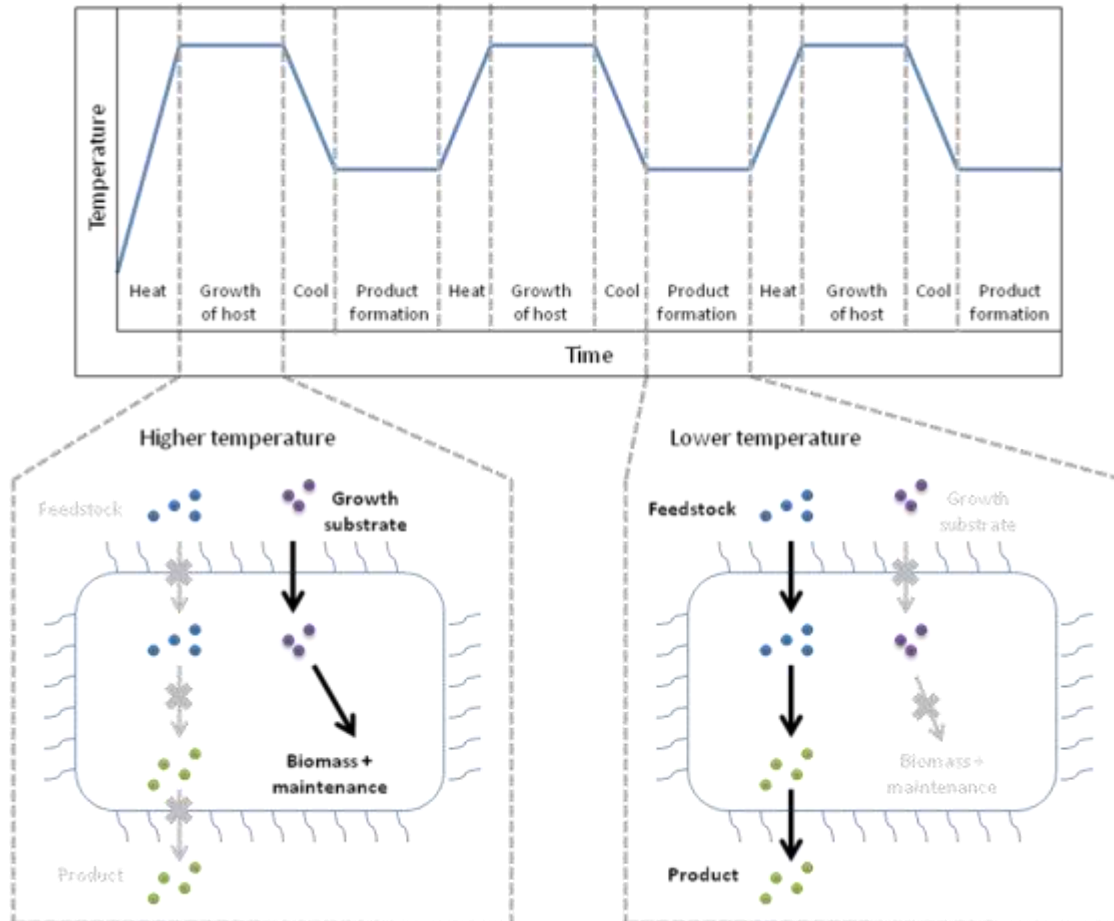 Temperature
Heat
Growth
of host
Cool
Product
formation
Heat
Growth
of host
Cool
Product
formation
Heat
Growth
of host
Cool
Product
formation
Time
Higher temperature
Feedstock
Growth
substrate
Biomass +
maintenance
Product
Lower temperature
Feedstock
Growth
substrate
Biomass +
maintenance
Product